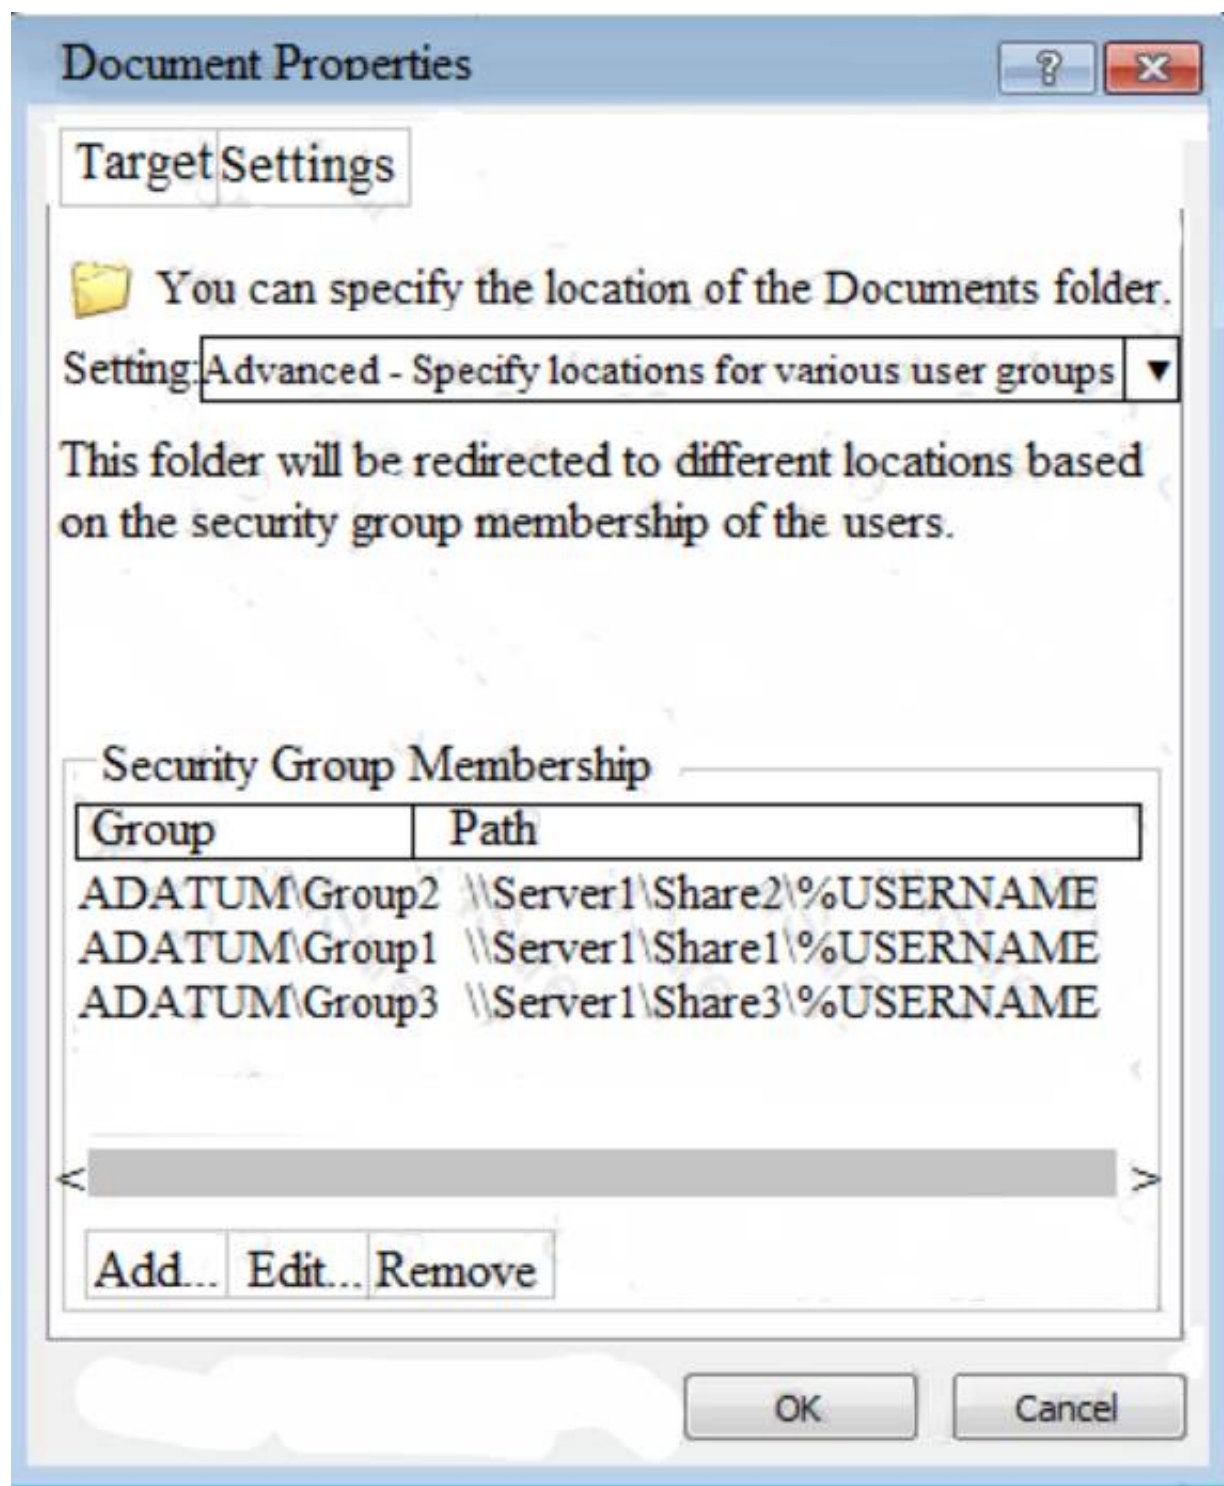 Document Properties
?
Target Settings
You can specify the location of the Documents folder.
Setting: Advanced - Specify locations for various user groups
This folder will be redirected to different locations based
on the security group membership of the users.
Security Group Membership
Group Path
ADATUM\Group2 \\Server1\Share2\%USERNAME
ADATUM\Group1 \\Server1\Share1\%USERNAME
ADATUM\Group3 \\Server1\Share3\%USERNAME
< >
Add... Edit... Remove
OK Cancel